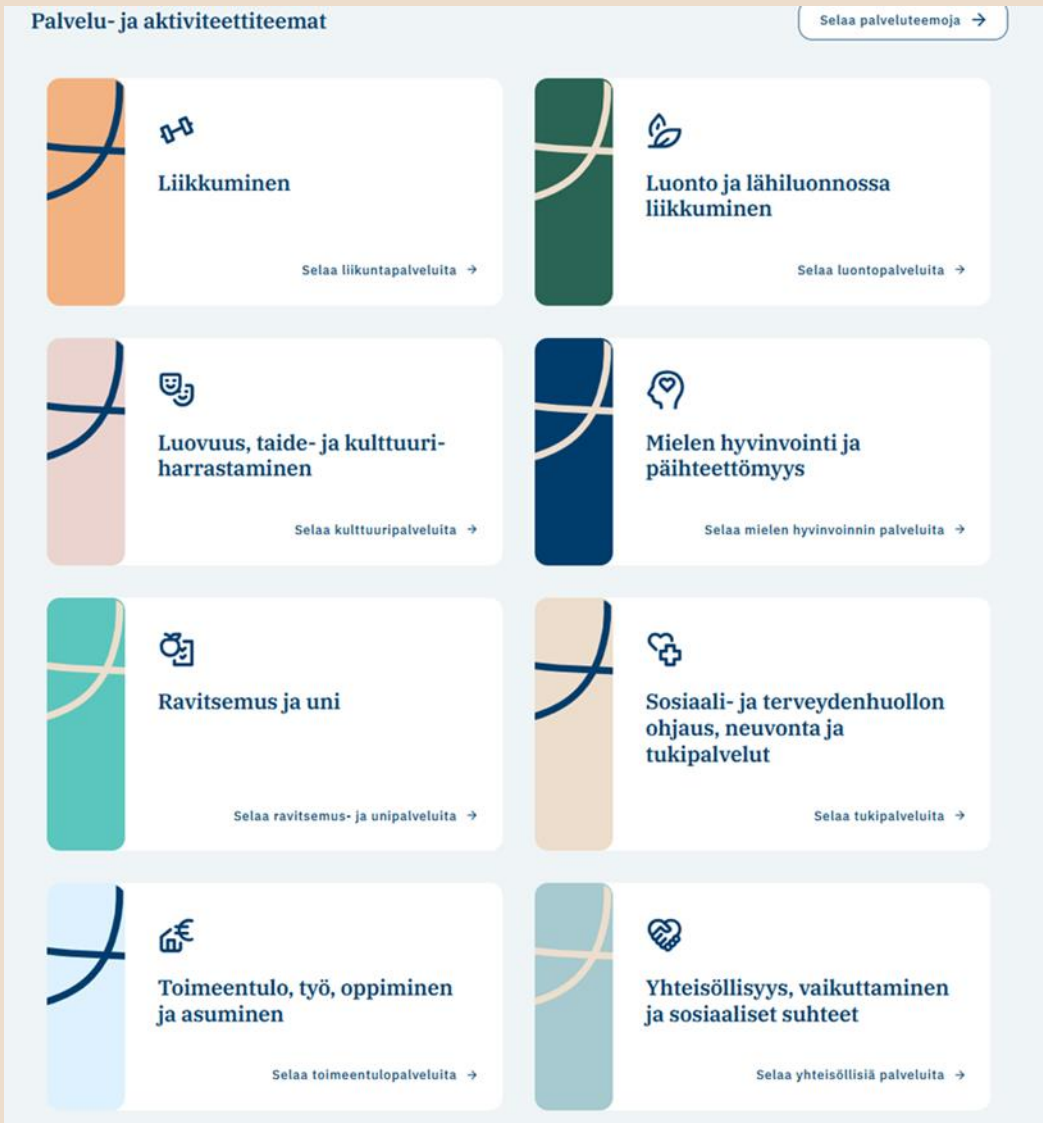 Palvelu- ja aktiviteettiteemat
Selaa palveluteemoja →
Liikkuminen
Selaa liikuntapalveluita →
Luonto ja lähiluonnossa
liikkuminen
Selaa luontopalveluita →
Luovuus, taide- ja kulttuuri-
harrastaminen
Selaa kulttuuripalveluita →
Mielen hyvinvointi ja
päihteettömyys
Selaa mielen hyvinvoinnin palveluita →
Ravitsemus ja uni
Selaa ravitsemus- ja unipalveluita →
Sosiaali- ja terveydenhuollon
ohjaus, neuvonta ja
tukipalvelut
Selaa tukipalveluita →
Toimeentulo, työ, oppiminen
ja asuminen
Selaa toimeentulopalveluita →
Yhteisöllisyys, vaikuttaminen
ja sosiaaliset suhteet
Selaa yhteisöllisiä palveluita →